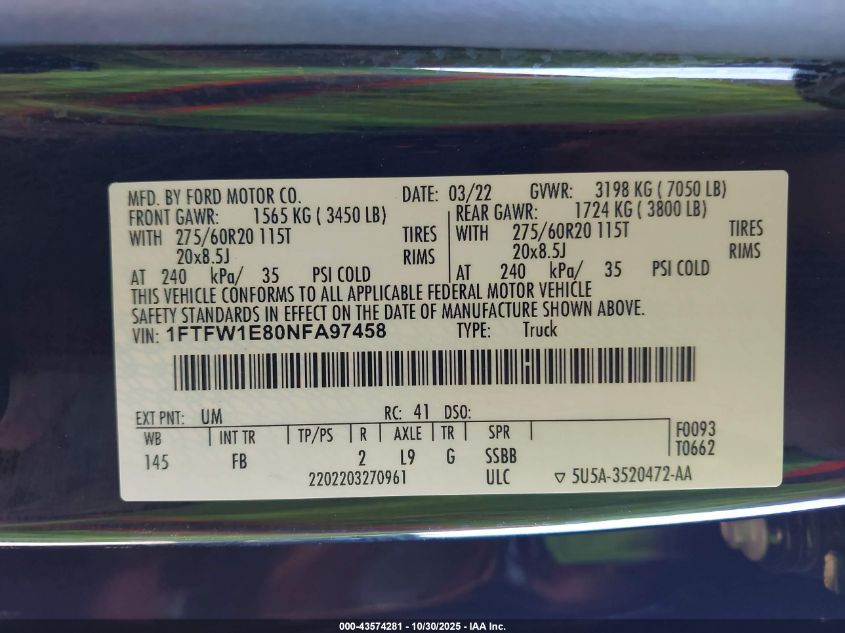 MFD. BY FORD MOTOR CO. DATE: 03/22 GVWR: 3198 KG ( 7050 LB)
FRONT GAWR: 1565 KG ( 3450 LB) REAR GAWR: 1724 KG ( 3800 LB)
WITH 275/60R20 115T TIRES WITH 275/60R20 115T TIRES
20x8.5J RIMS 20x8.5J RIMS
AT 240 kPa/ 35 PSI COLD AT 240 kPa/ 35 PSI COLD
THIS VEHICLE CONFORMS TO ALL APPLICABLE FEDERAL MOTOR VEHICLE
SAFETY STANDARDS IN EFFECT ON THE DATE OF MANUFACTURE SHOWN ABOVE.
VIN: 1FTFW1E80NFA97458 TYPE: Truck
EXT PNT: UM RC: 41 DSO:
WB INT TR TP/PS R AXLE TR SPR F0093
145 FB 2 L9 G SSBB T0662
2202203270961 ULC ▽ 5U5A-3520472-AA
000-43574281 - 10/30/2025 - IAA Inc.